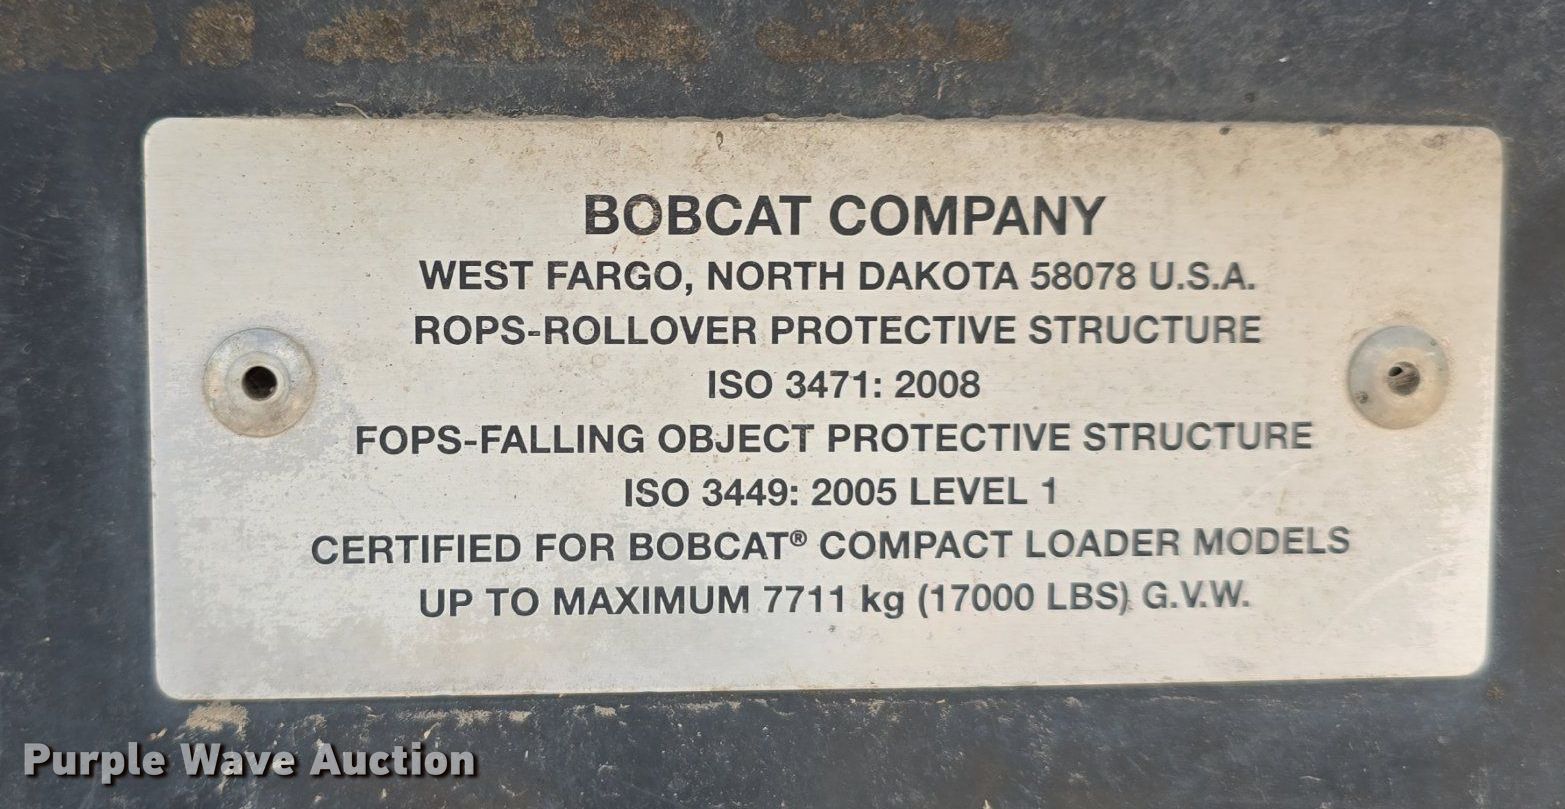 BOBCAT COMPANY
WEST FARGO, NORTH DAKOTA 58078 U.S.A.
ROPS-ROLLOVER PROTECTIVE STRUCTURE
ISO 3471: 2008
FOPS-FALLING OBJECT PROTECTIVE STRUCTURE
ISO 3449: 2005 LEVEL 1
CERTIFIED FOR BOBCAT® COMPACT LOADER MODELS
UP TO MAXIMUM 7711 kg (17000 LBS) G.V.W.
Purple Wave Auction